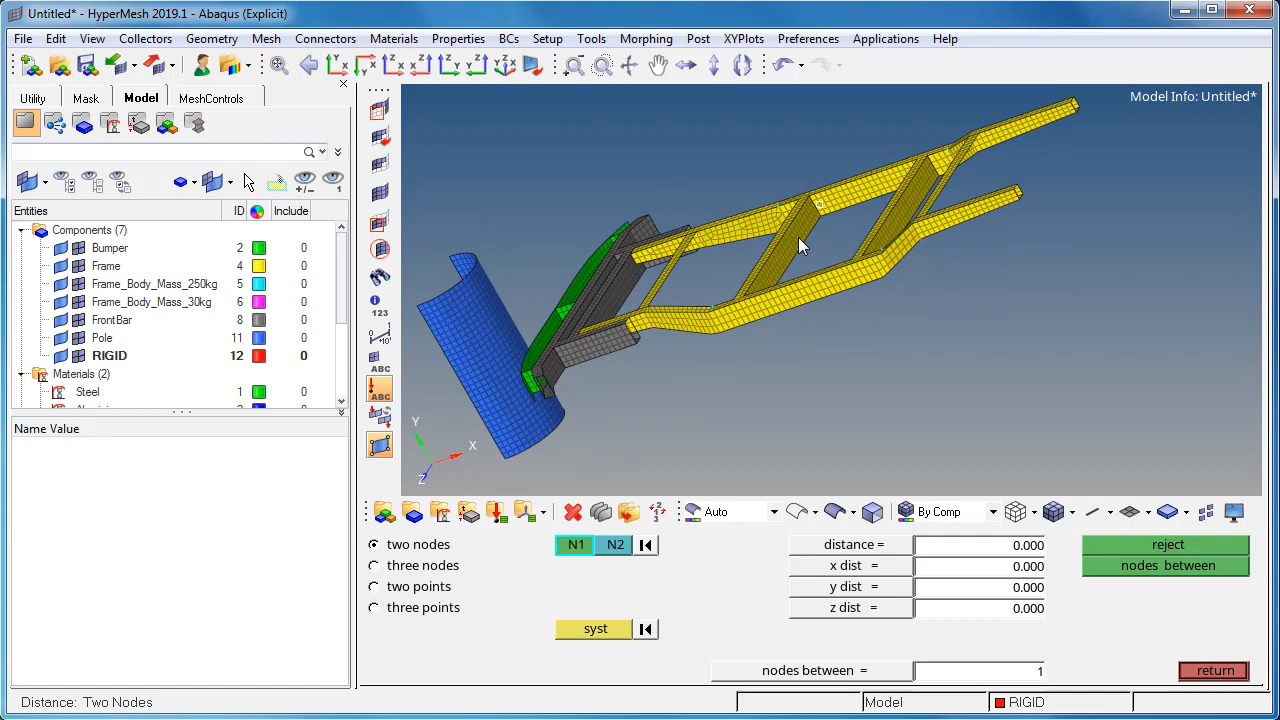 Untitled* - HyperMesh 2019.1 - Abaqus (Explicit)
File Edit View Collectors Geometry Mesh Connectors Materials Properties BCs Setup Tools Morphing Post XYPlots Preferences Applications Help
Utility Mask Model MeshControls
Model Info: Untitled*
Entities ID Include
Components (7)
Bumper 2 0
Frame 4 0
Frame_Body_Mass_250kg 5 0
Frame_Body_Mass_30kg 6 0
FrontBar 8 0
Pole 11 0
RIGID 12 0
Materials (2)
Steel 1 0
Name Value
123
ABC
ABC
Y
X
Z
Auto
By Comp
two nodes N1 N2 distance = 0.000 reject
three nodes x dist = 0.000 nodes between
two points y dist = 0.000
three points z dist = 0.000
syst
nodes between = 1 return
Distance: Two Nodes Model RIGID